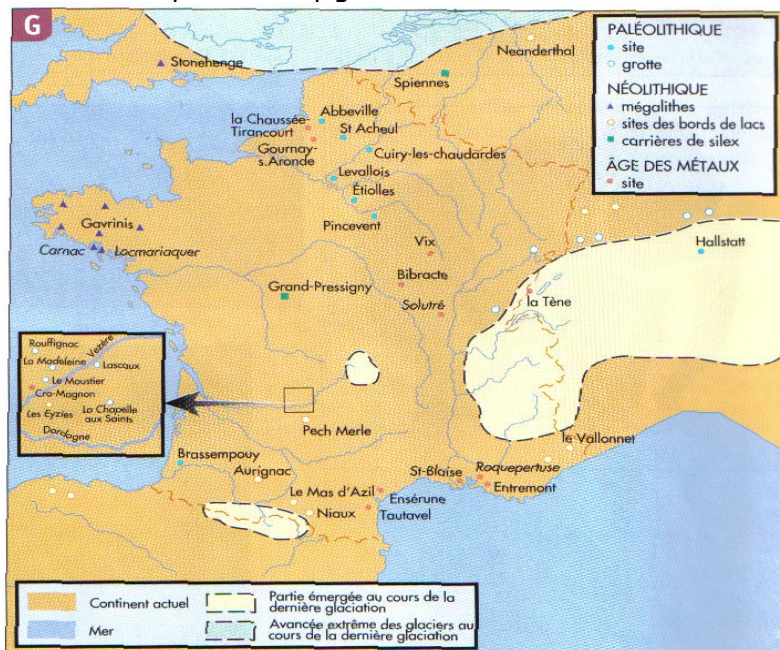 G
Stonehenge
Neanderthal
Spiennes
la Chaussée-
Tirancourt
Abbeville
St Acheul
Gournay-
s.Aronde
Cuiry-les-chaudardes
Levallois
Étiolles
Pincevent
Gavrinis
Carnac
Locmariaquer
Vix
Hallstatt
Bibracte
Grand-Pressigny
Solutré
la Tène
Rouffignac
Vezère
La Madeleine
Lascaux
Le Moustier
Cro-Magnon
Les Eyzies
La Chapelle
aux Saints
Dordogne
Pech Merle
le Vallonnet
Brassempouy
Aurignac
St-Blaise
Roquepertuse
Le Mas d'Azil
Ensérune
Entremont
Niaux
Tautavel
PALÉOLITHIQUE
site
grotte
NÉOLITHIQUE
mégalithes
sites des bords de lacs
carrières de silex
ÂGE DES MÉTAUX
site
Continent actuel
Mer
Partie émergée au cours de la
dernière glaciation
Avancée extrême des glaciers au
cours de la dernière glaciation